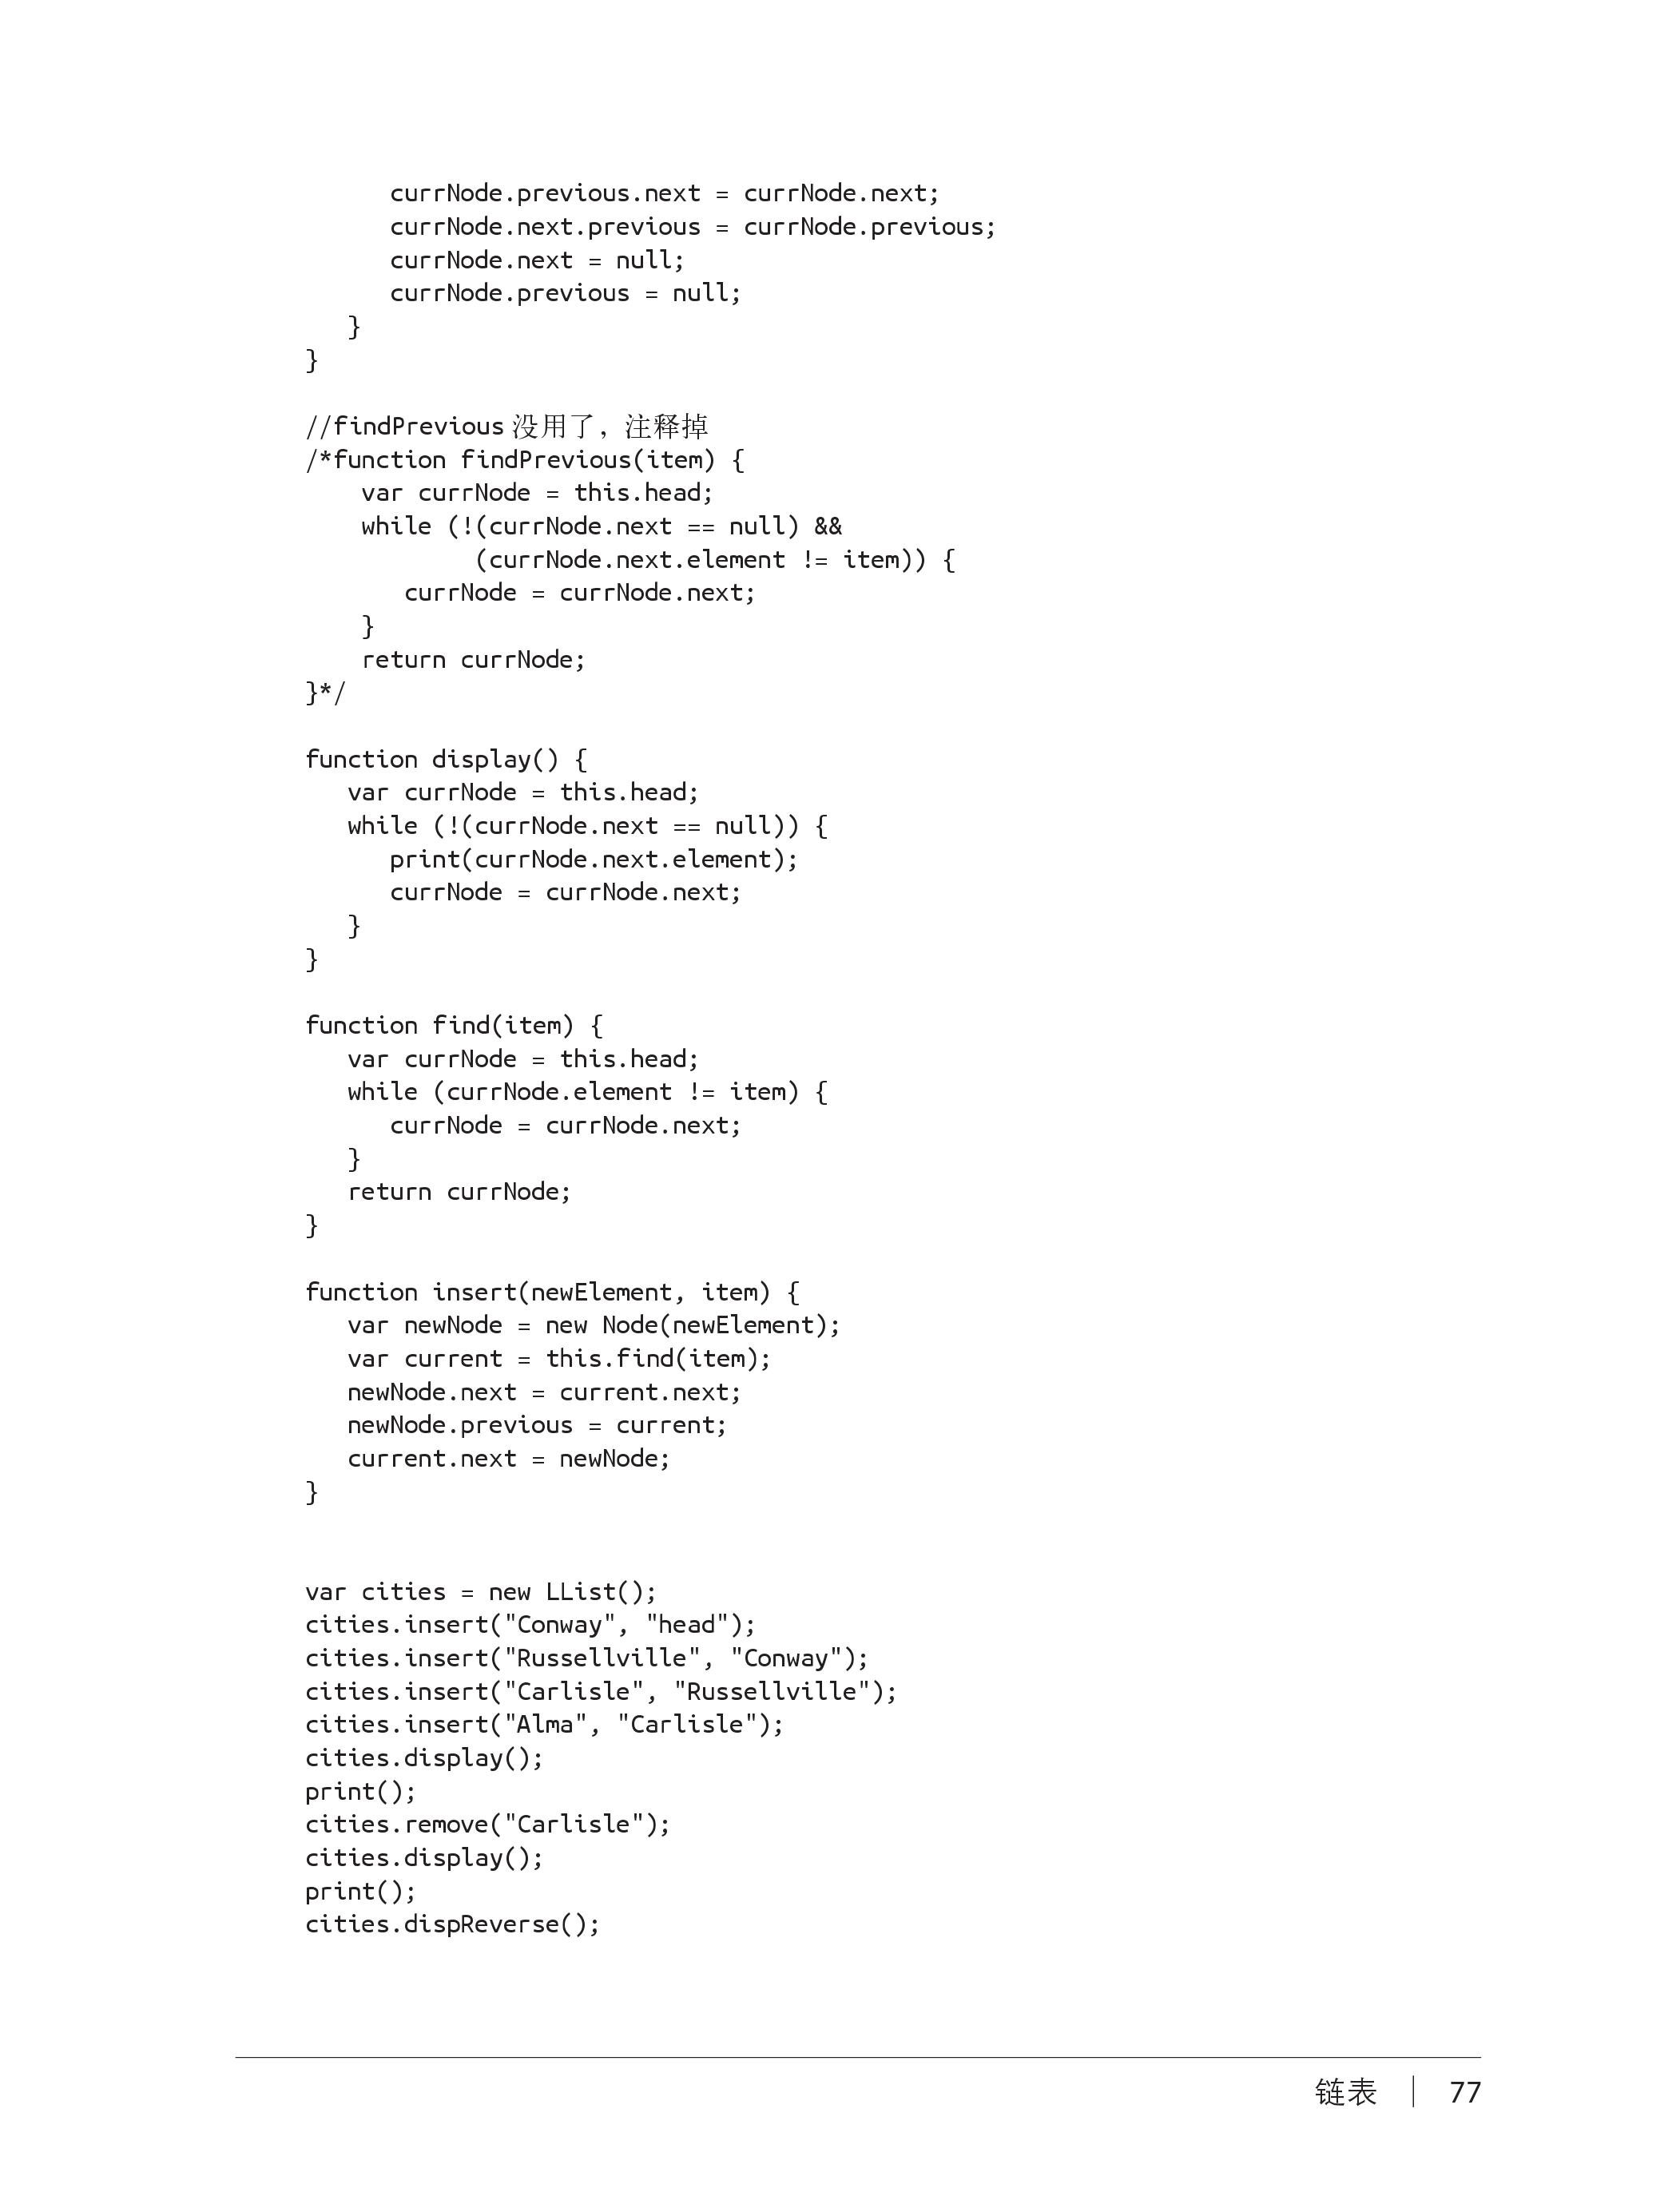 currNode.previous.next = currNode.next;
      currNode.next.previous = currNode.previous;
      currNode.next = null;
      currNode.previous = null;
   }
}

//findPrevious 没用了，注释掉
/*function findPrevious(item) {
    var currNode = this.head;
    while (!(currNode.next == null) &&
            (currNode.next.element != item)) {
       currNode = currNode.next;
    }
    return currNode;
}*/

function display() {
   var currNode = this.head;
   while (!(currNode.next == null)) {
      print(currNode.next.element);
      currNode = currNode.next;
   }
}

function find(item) {
   var currNode = this.head;
   while (currNode.element != item) {
      currNode = currNode.next;
   }
   return currNode;
}

function insert(newElement, item) {
   var newNode = new Node(newElement);
   var current = this.find(item);
   newNode.next = current.next;
   newNode.previous = current;
   current.next = newNode;
}

var cities = new LList();
cities.insert("Conway", "head");
cities.insert("Russellville", "Conway");
cities.insert("Carlisle", "Russellville");
cities.insert("Alma", "Carlisle");
cities.display();
print();
cities.remove("Carlisle");
cities.display();
print();
cities.dispReverse();

链表 | 77